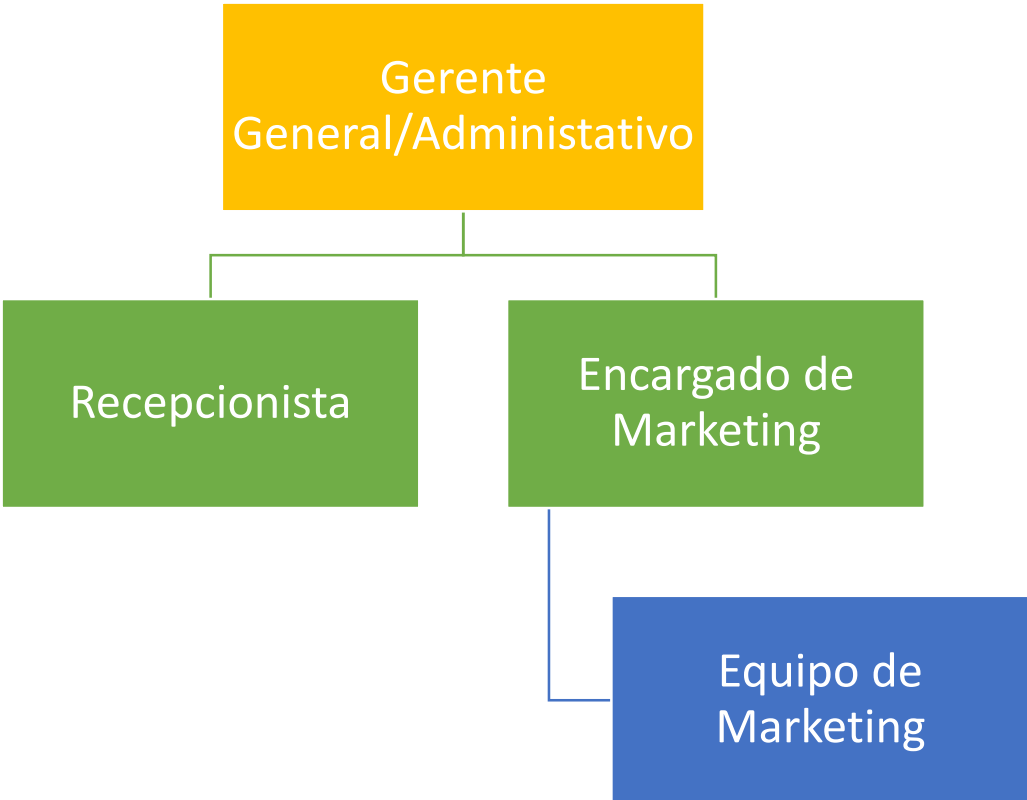 Gerente
General/Administativo
Recepcionista
Encargado de
Marketing
Equipo de
Marketing